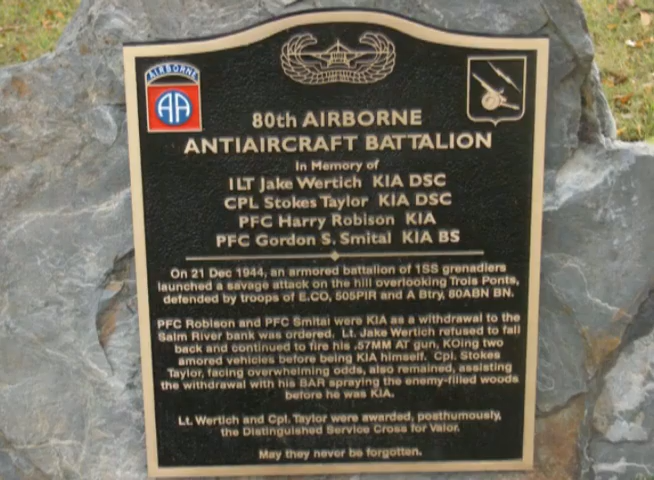 AIRBORNE
AA
80th AIRBORNE
ANTIAIRCRAFT BATTALION
In Memory of
1LT Jake Wertich KIA DSC
CPL Stokes Taylor KIA DSC
PFC Harry Robison KIA
PFC Gordon S. Smital KIA BS
On 21 Dec 1944, an armored battalion of 1SS grenadiers
launched a savage attack on the hill overlooking Trois Ponts,
defended by troops of E.CO, 505PIR and A Btry, 80ABN BN.
PFC Robison and PFC Smital were KIA as a withdrawal to the
Salm River bank was ordered. Lt. Jake Wertich refused to fall
back and continued to fire his .57MM AT gun, KOing two
amored vehicles before being KIA himself. Cpl. Stokes
Taylor, facing overwhelming odds, also remained, assisting
the withdrawal with his BAR spraying the enemy-filled woods
before he was KIA.
Lt. Wertich and Cpl. Taylor were awarded, posthumously,
the Distinguished Service Cross for Valor.
May they never be forgotten.